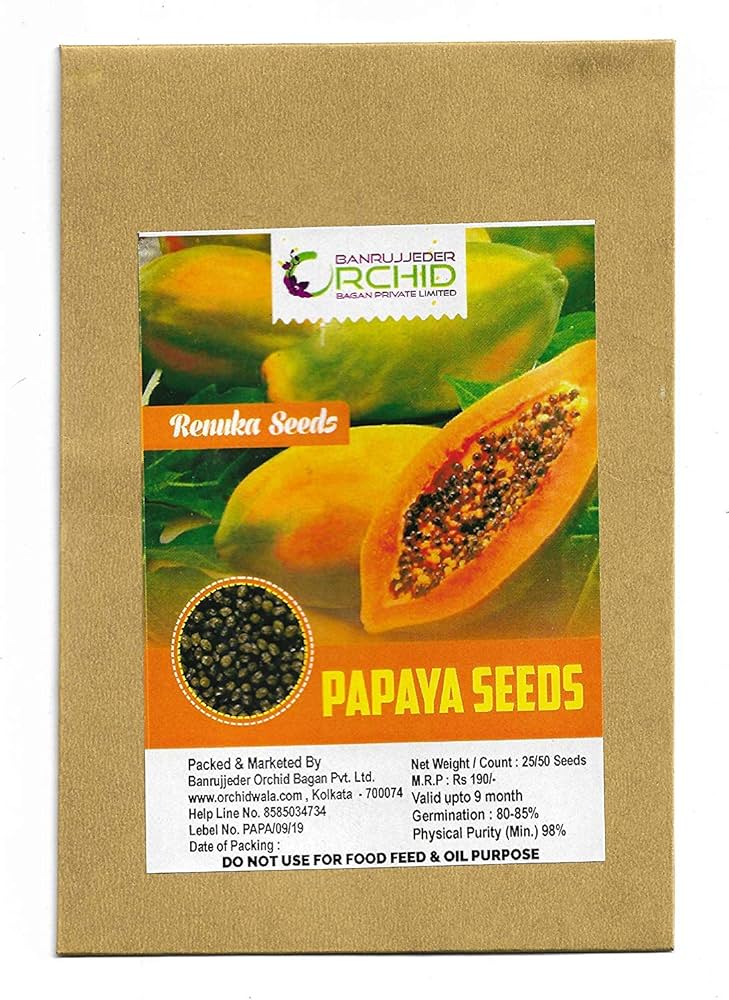 BANRUJJEDER
ORCHID
BAGAN PRIVATE LIMITED
Renuka Seeds
PAPAYA SEEDS
Packed & Marketed By
Banrujjeder Orchid Bagan Pvt. Ltd.
www.orchidwala.com , Kolkata - 700074
Help Line No. 8585034734
Lebel No. PAPA/09/19
Date of Packing :
Net Weight / Count : 25/50 Seeds
M.R.P : Rs 190/-
Valid upto 9 month
Germination : 80-85%
Physical Purity (Min.) 98%
DO NOT USE FOR FOOD FEED & OIL PURPOSE